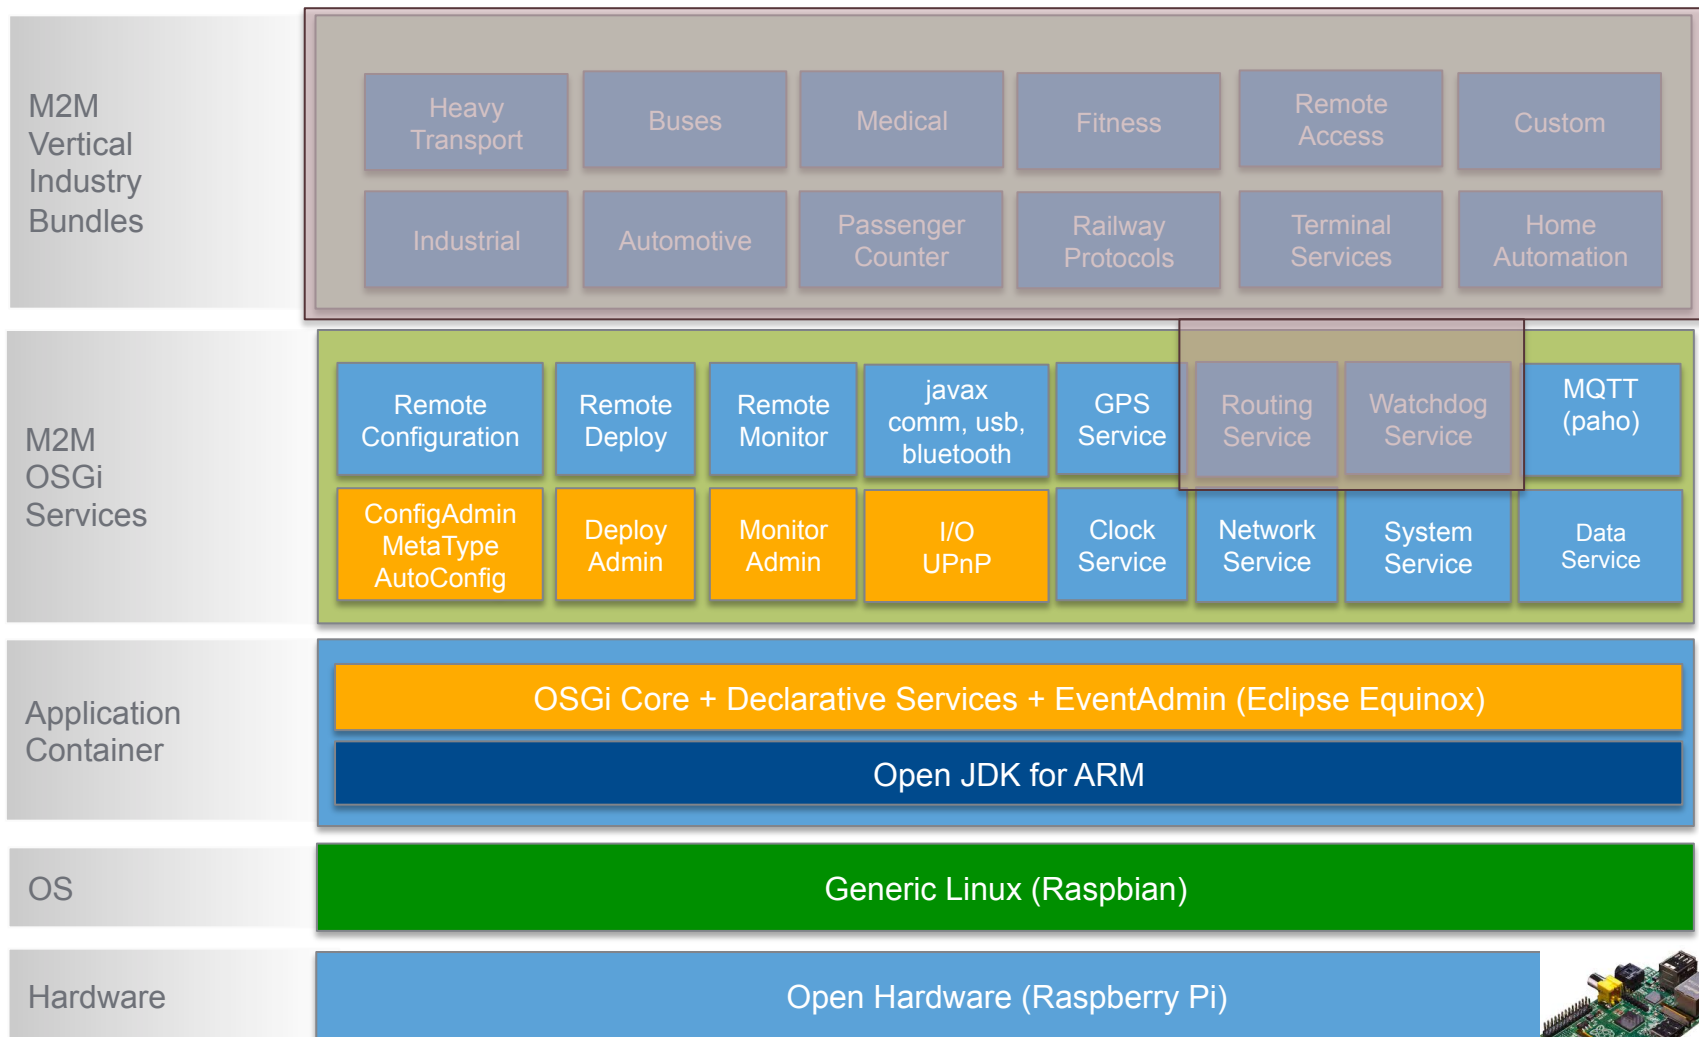 M2M
Vertical
Industry
Bundles
Heavy
Transport
Buses
Medical
Fitness
Remote
Access
Custom
Industrial
Automotive
Passenger
Counter
Railway
Protocols
Terminal
Services
Home
Automation
M2M
OSGi
Services
Remote
Configuration
Remote
Deploy
Remote
Monitor
javax
comm, usb,
bluetooth
GPS
Service
Routing
Service
Watchdog
Service
MQTT
(paho)
ConfigAdmin
MetaType
AutoConfig
Deploy
Admin
Monitor
Admin
I/O
UPnP
Clock
Service
Network
Service
System
Service
Data
Service
Application
Container
OSGi Core + Declarative Services + EventAdmin (Eclipse Equinox)
Open JDK for ARM
OS
Generic Linux (Raspbian)
Hardware
Open Hardware (Raspberry Pi)